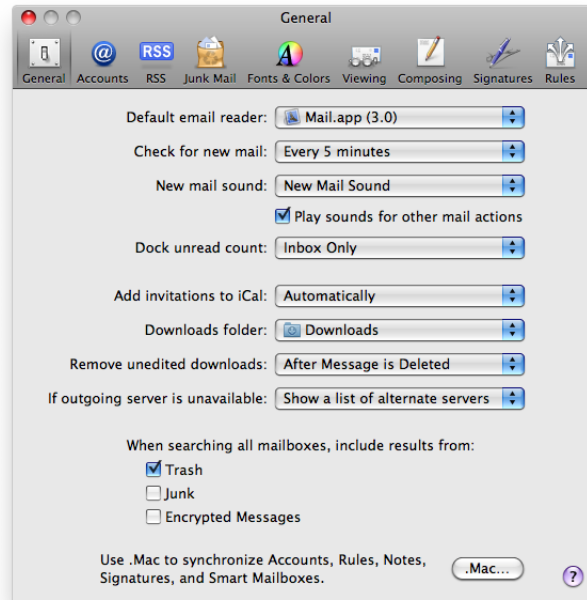 General
RSS
General Accounts RSS Junk Mail Fonts & Colors Viewing Composing Signatures Rules
Default email reader: Mail.app (3.0)
Check for new mail: Every 5 minutes
New mail sound: New Mail Sound
Play sounds for other mail actions
Dock unread count: Inbox Only
Add invitations to iCal: Automatically
Downloads folder: Downloads
Remove unedited downloads: After Message is Deleted
If outgoing server is unavailable: Show a list of alternate servers
When searching all mailboxes, include results from:
Trash
Junk
Encrypted Messages
Use .Mac to synchronize Accounts, Rules, Notes,
Signatures, and Smart Mailboxes.
.Mac...
?